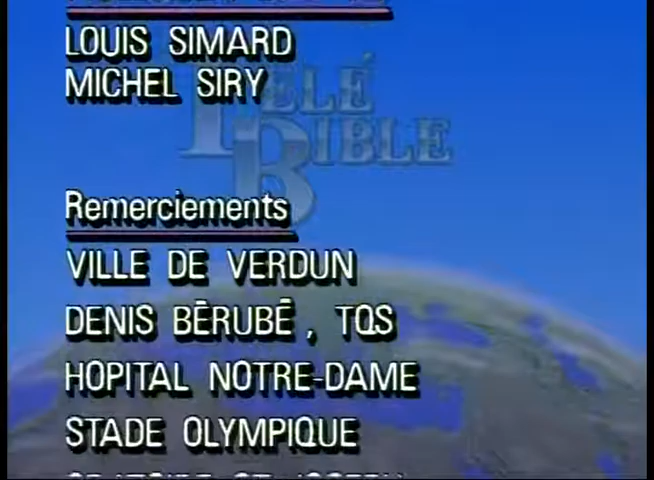 LOUIS SIMARD
MICHEL SIRY
TÉLÉ
BIBLE
Remerciements
VILLE DE VERDUN
DENIS BĒRUBĒ , TQS
HOPITAL NOTRE-DAME
STADE OLYMPIQUE